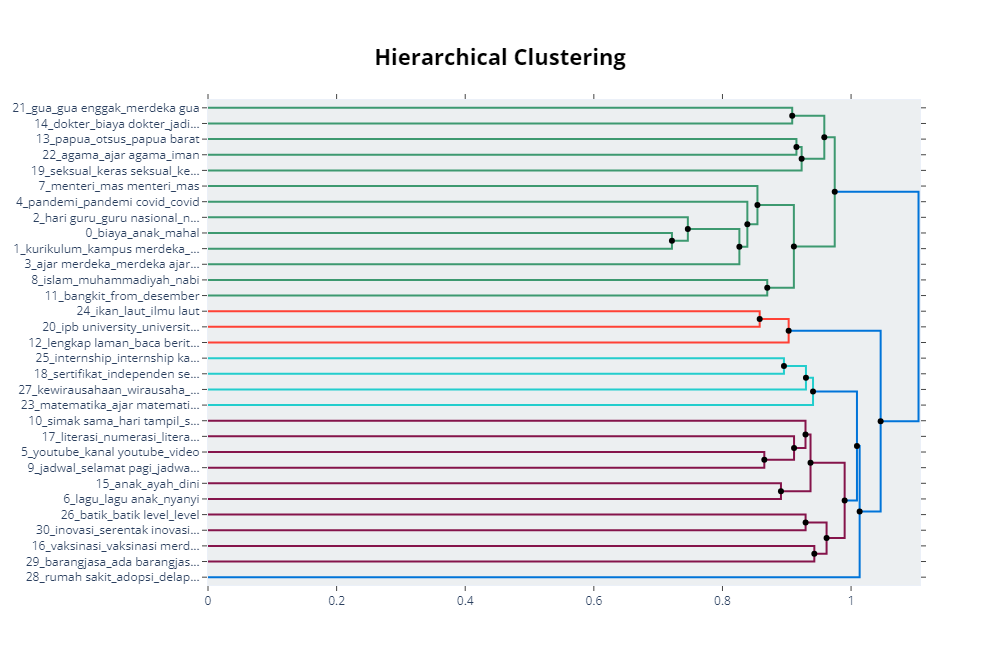 Hierarchical Clustering
21_gua_gua enggak_merdeka gua
14_dokter_biaya dokter_jadi...
13_papua_otsus_papua barat
22_agama_ajar agama_iman
19_seksual_keras seksual_ke...
7_menteri_mas menteri_mas
4_pandemi_pandemi covid_covid
2_hari guru_guru nasional_n...
0_biaya_anak_mahal
1_kurikulum_kampus merdeka_...
3_ajar merdeka_merdeka ajar...
8_islam_muhammadiyah_nabi
11_bangkit_from_desember
24_ikan_laut_ilmu laut
20_ipb university_universit...
12_lengkap laman_baca berit...
25_internship_internship ka...
18_sertifikat_independen se...
27_kewirausahaan_wirausaha_...
23_matematika_ajar matemati...
10_simak sama_hari tampil_s...
17_literasi_numerasi_litera...
5_youtube_kanal youtube_video
9_jadwal_selamat pagi_jadwa...
15_anak_ayah_dini
6_lagu_lagu anak_nyanyi
26_batik_batik level_level
30_inovasi_serentak inovasi...
16_vaksinasi_vaksinasi merd...
29_barangjasa_ada barangjas...
28_rumah sakit_adopsi_delap...
0 0.2 0.4 0.6 0.8 1